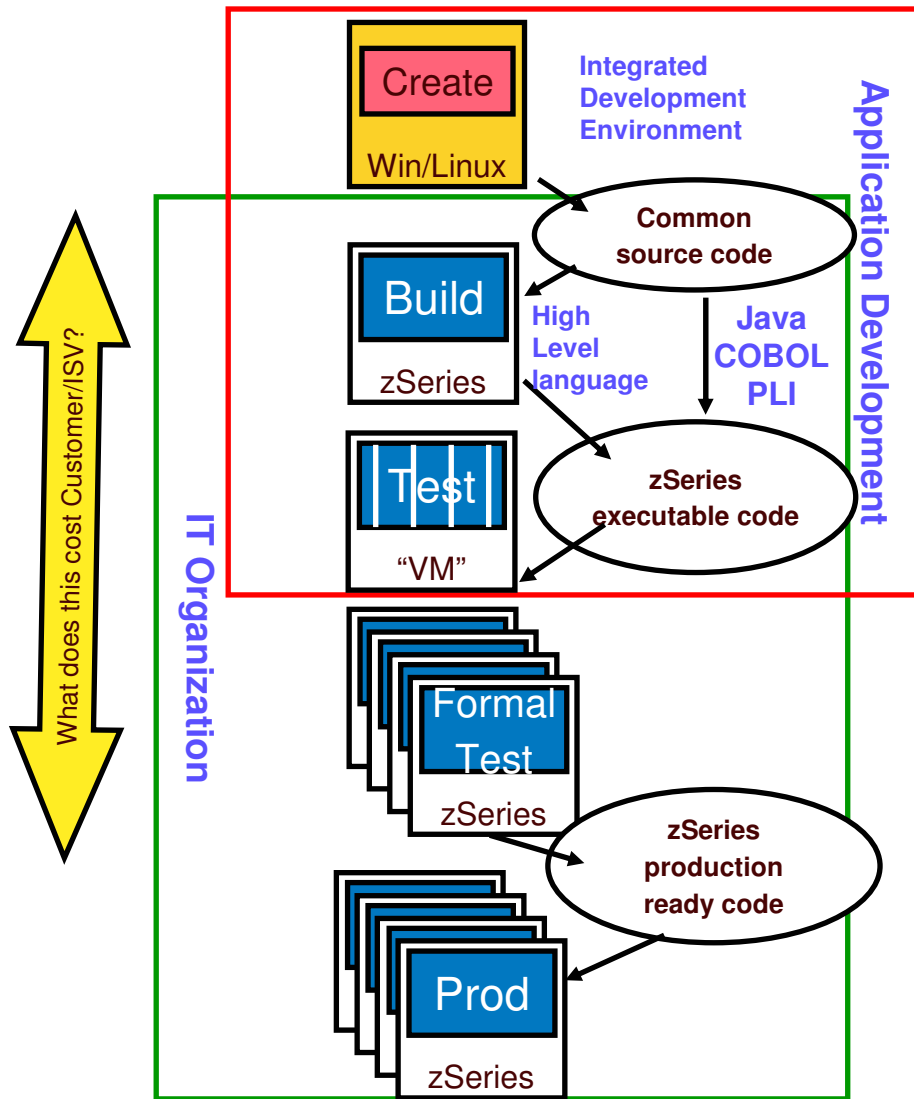 Create
Win/Linux
Integrated
Development
Environment
Application Development
Common
source code
Build
zSeries
High
Level
language
Java
COBOL
PLI
What does this cost Customer/ISV?
Test
“VM”
zSeries
executable code
IT Organization
Formal
Test
zSeries
zSeries
production
ready code
Prod
zSeries